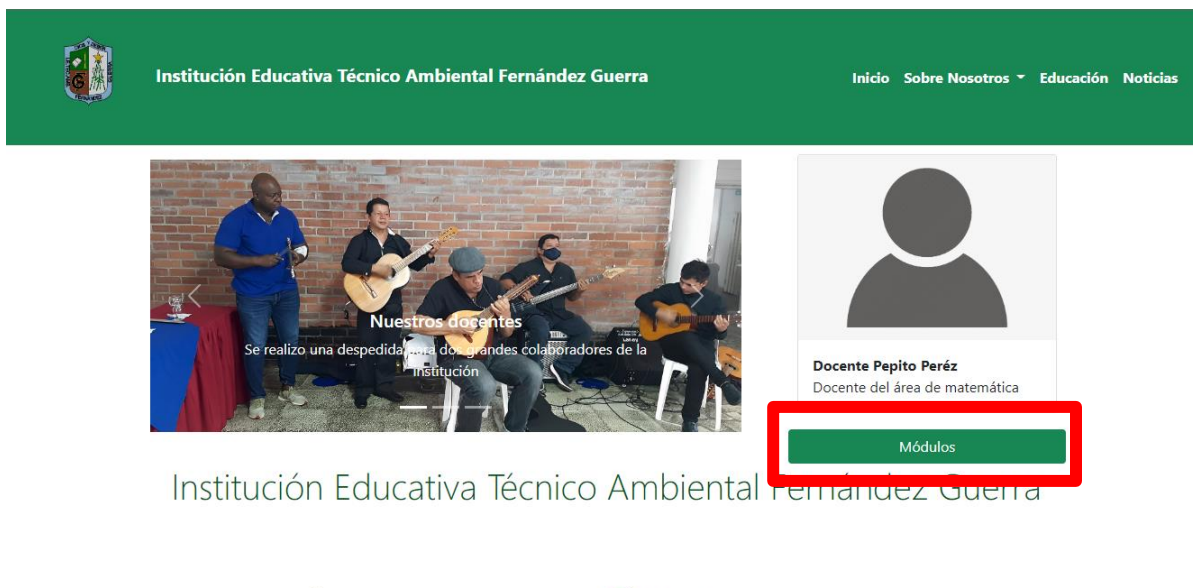 Institución Educativa Técnico Ambiental Fernández Guerra
Inicio Sobre Nosotros Educación Noticias
Nuestros docentes
Se realizo una despedida para dos grandes colaboradores de la
institución
Docente Pepito Peréz
Docente del área de matemática
Módulos
Institución Educativa Técnico Ambiental Fernández Guerra